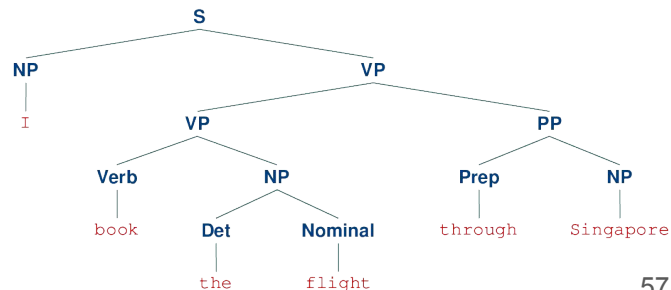 S
NP VP
I
VP PP
Verb NP Prep NP
book Det Nominal through Singapore
the flight
57